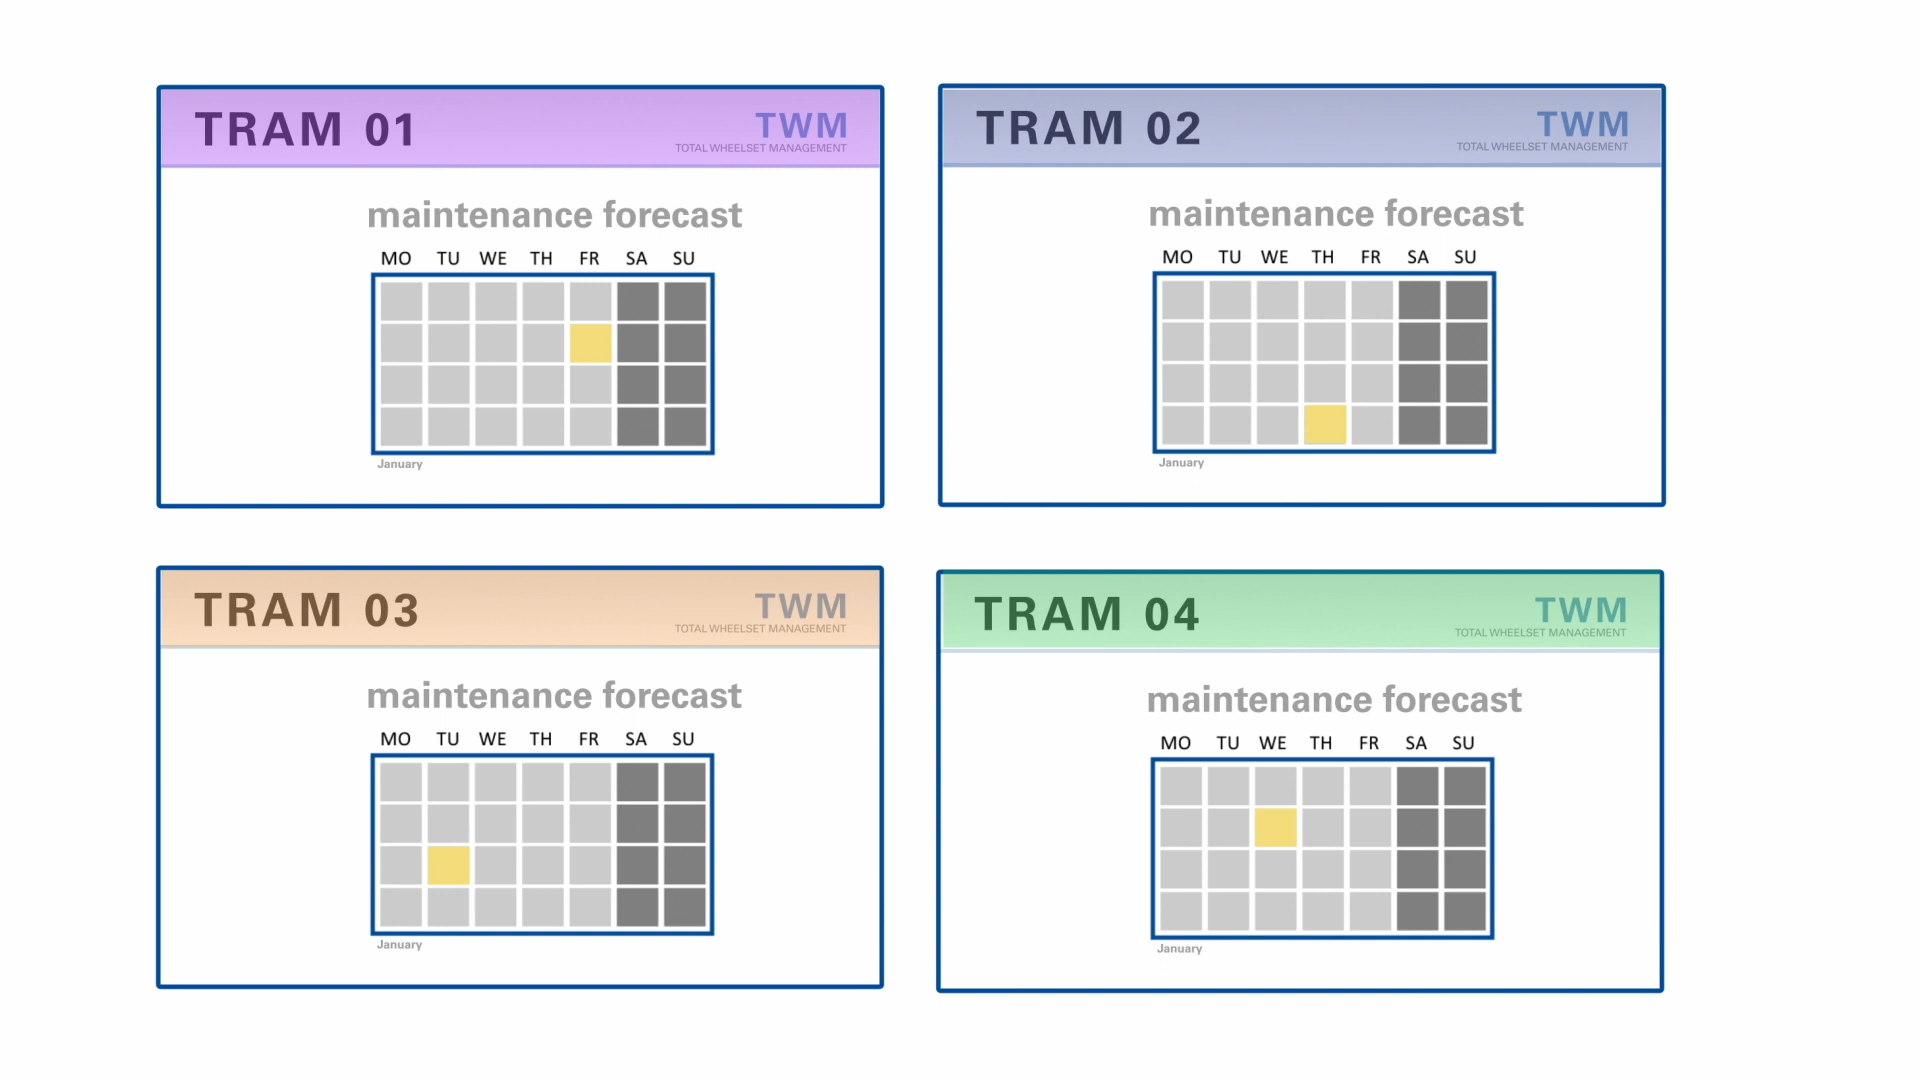 TRAM 01
TWM
TOTAL WHEELSET MANAGEMENT
maintenance forecast
MO TU WE TH FR SA SU
January
TRAM 02
TWM
TOTAL WHEELSET MANAGEMENT
maintenance forecast
MO TU WE TH FR SA SU
January
TRAM 03
TWM
TOTAL WHEELSET MANAGEMENT
maintenance forecast
MO TU WE TH FR SA SU
January
TRAM 04
TWM
TOTAL WHEELSET MANAGEMENT
maintenance forecast
MO TU WE TH FR SA SU
January